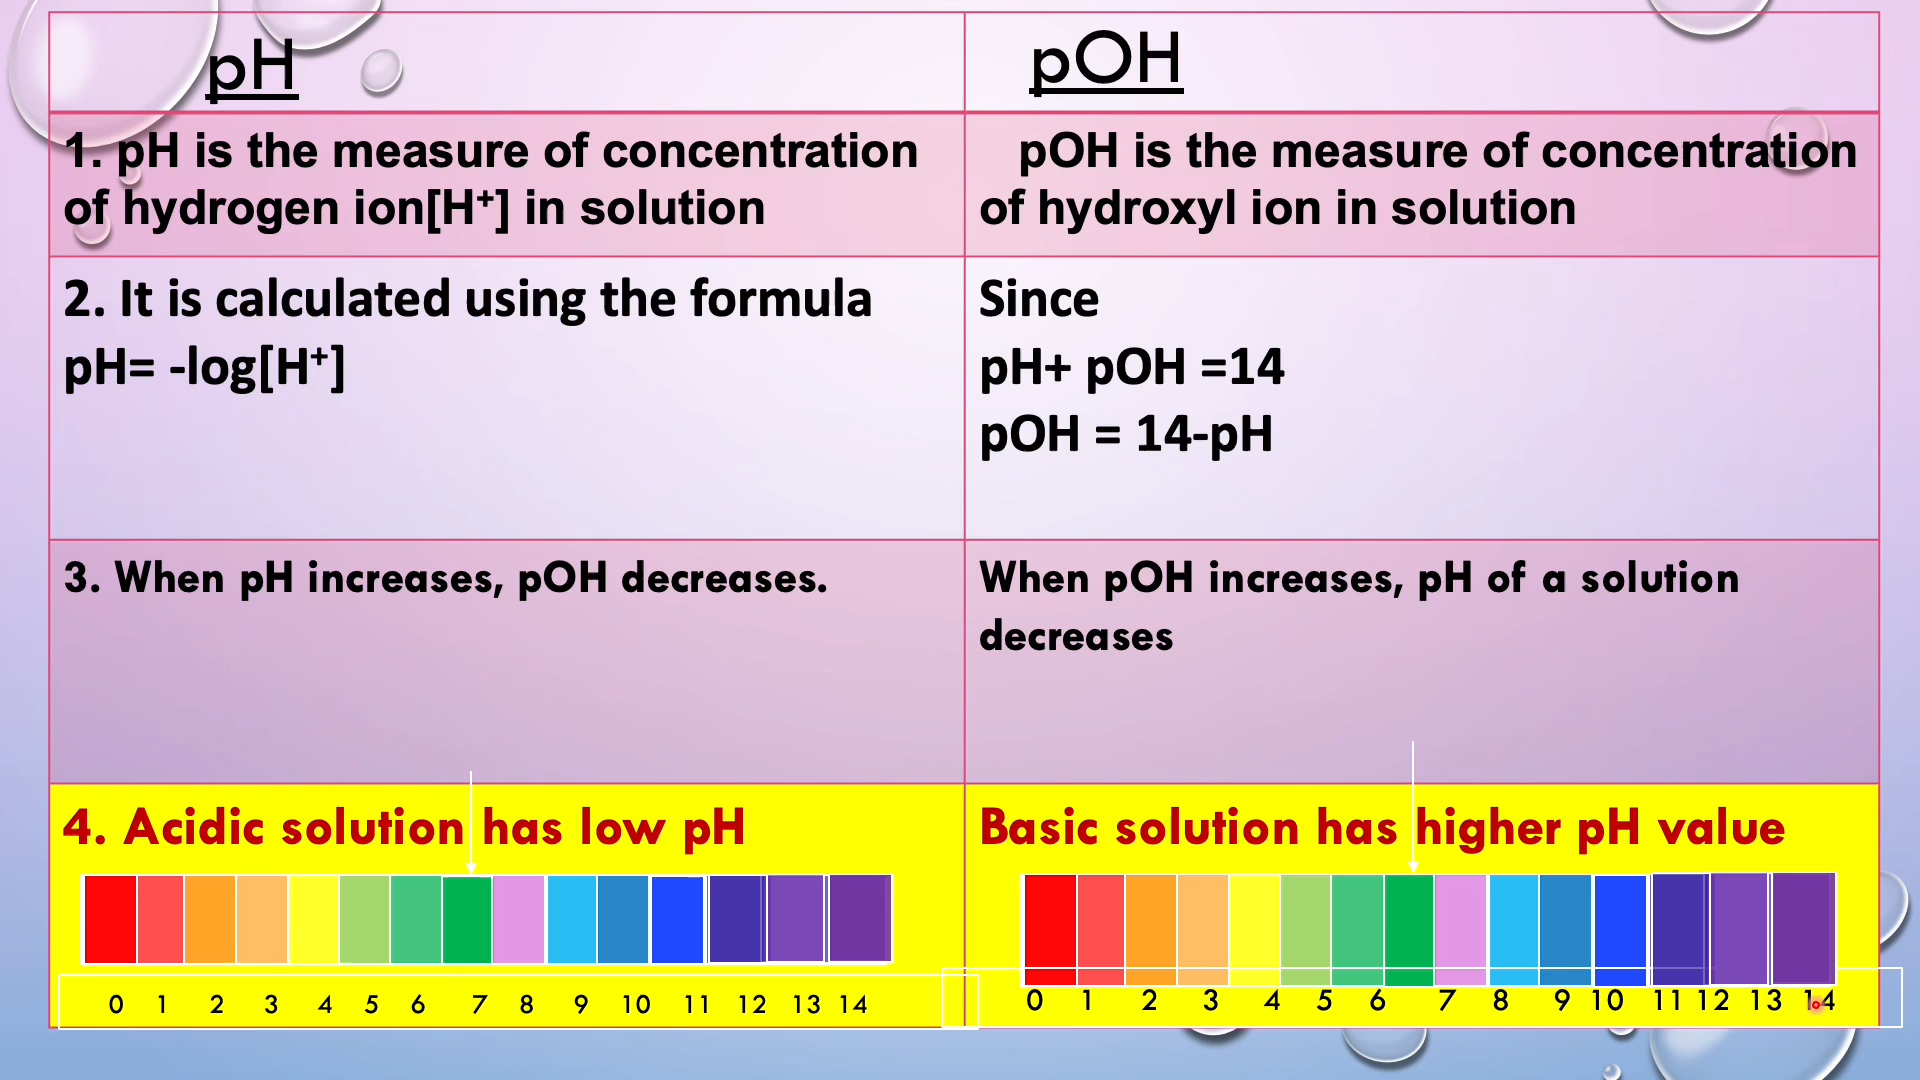 pH
pOH
1. pH is the measure of concentration
of hydrogen ion[H⁺] in solution
pOH is the measure of concentration
of hydroxyl ion in solution
2. It is calculated using the formula
pH= -log[H⁺]
Since
pH+ pOH =14
pOH = 14-pH
3. When pH increases, pOH decreases.
When pOH increases, pH of a solution
decreases
4. Acidic solution has low pH
0 1 2 3 4 5 6 7 8 9 10 11 12 13 14
Basic solution has higher pH value
0 1 2 3 4 5 6 7 8 9 10 11 12 13 14